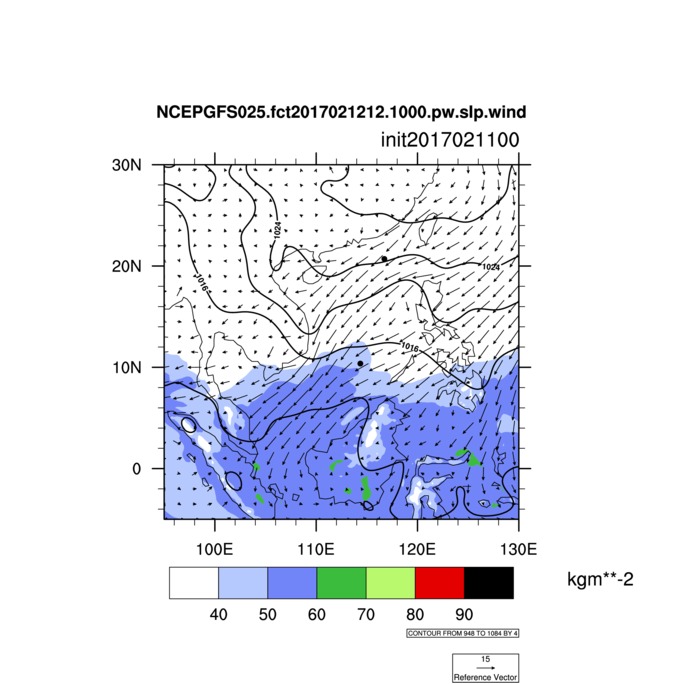 NCEPGFS025.fct2017021212.1000.pw.slp.wind
init2017021100
30N
20N
10N
0
1024
1016
1024
1016
100E 110E 120E 130E
40 50 60 70 80 90
kgm**-2
CONTOUR FROM 948 TO 1084 BY 4
15
Reference Vector